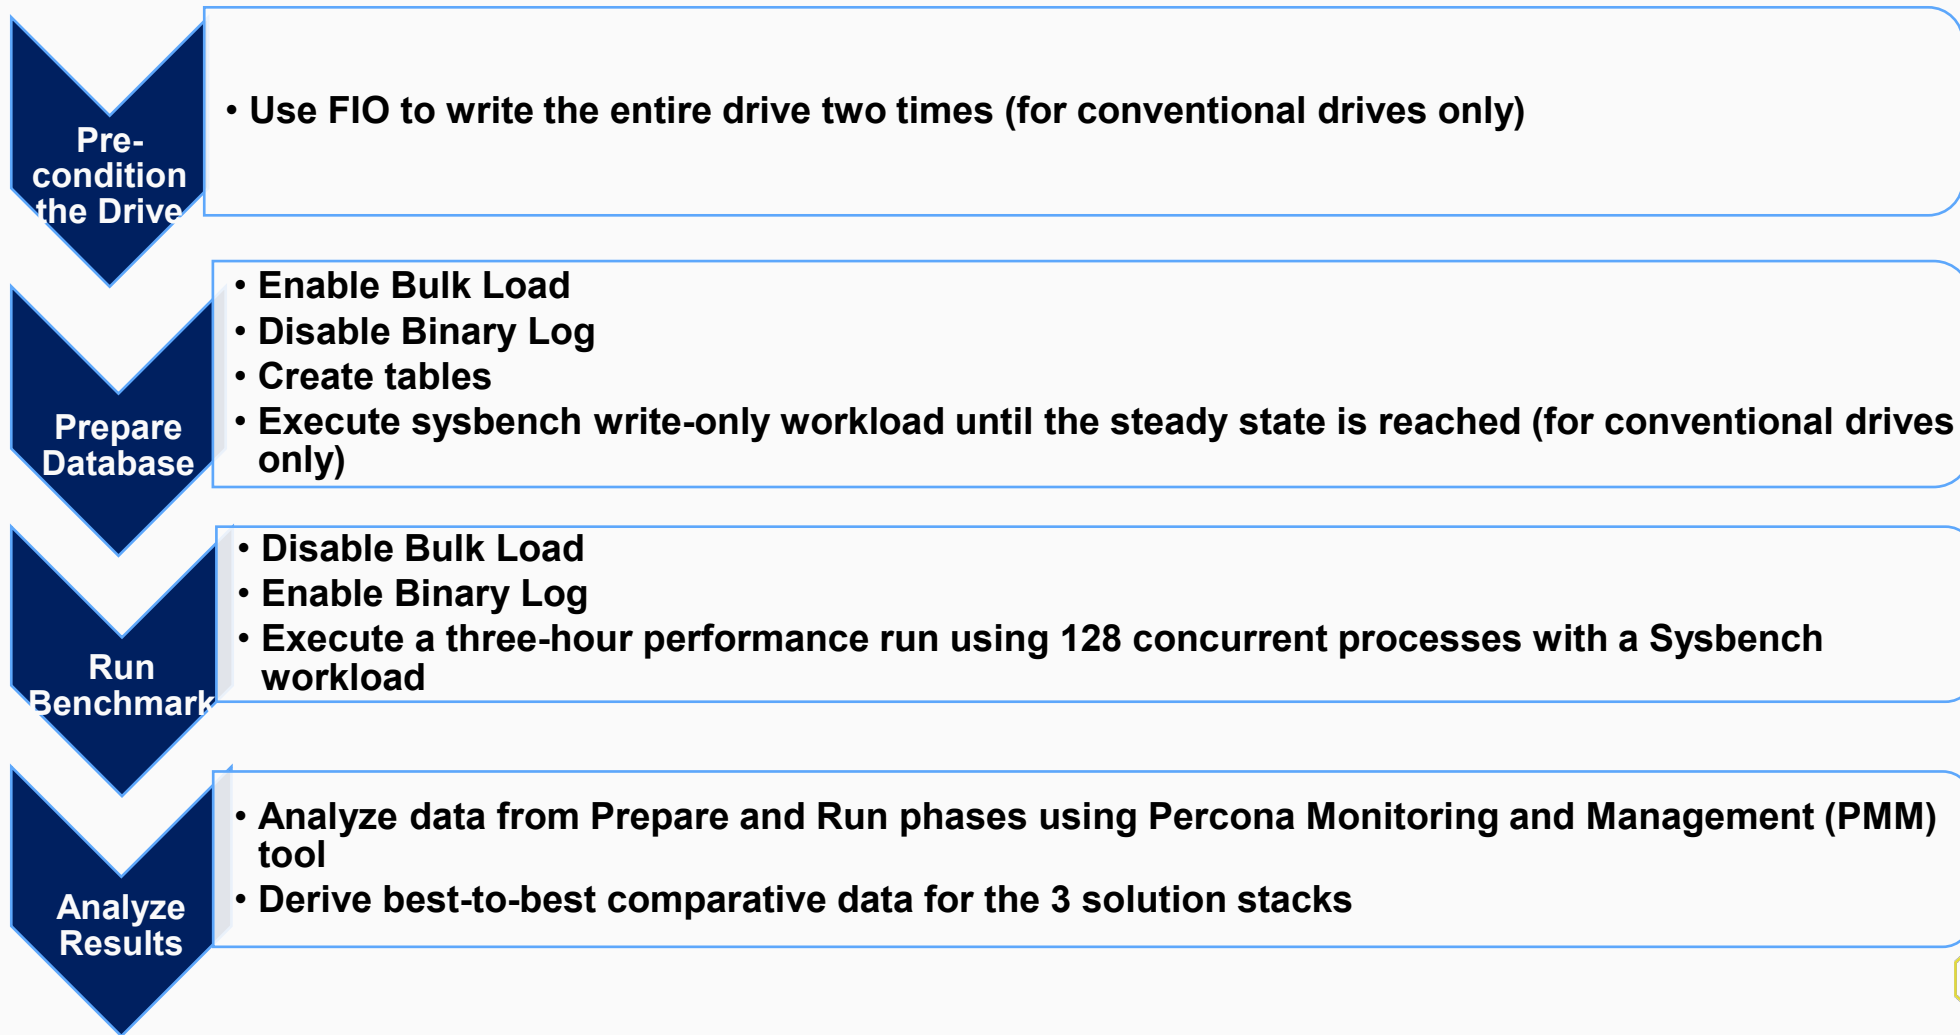 Pre-
condition
the Drive
• Use FIO to write the entire drive two times (for conventional drives only)
Prepare
Database
• Enable Bulk Load
• Disable Binary Log
• Create tables
• Execute sysbench write-only workload until the steady state is reached (for conventional drives
only)
Run
Benchmark
• Disable Bulk Load
• Enable Binary Log
• Execute a three-hour performance run using 128 concurrent processes with a Sysbench
workload
Analyze
Results
• Analyze data from Prepare and Run phases using Percona Monitoring and Management (PMM)
tool
• Derive best-to-best comparative data for the 3 solution stacks